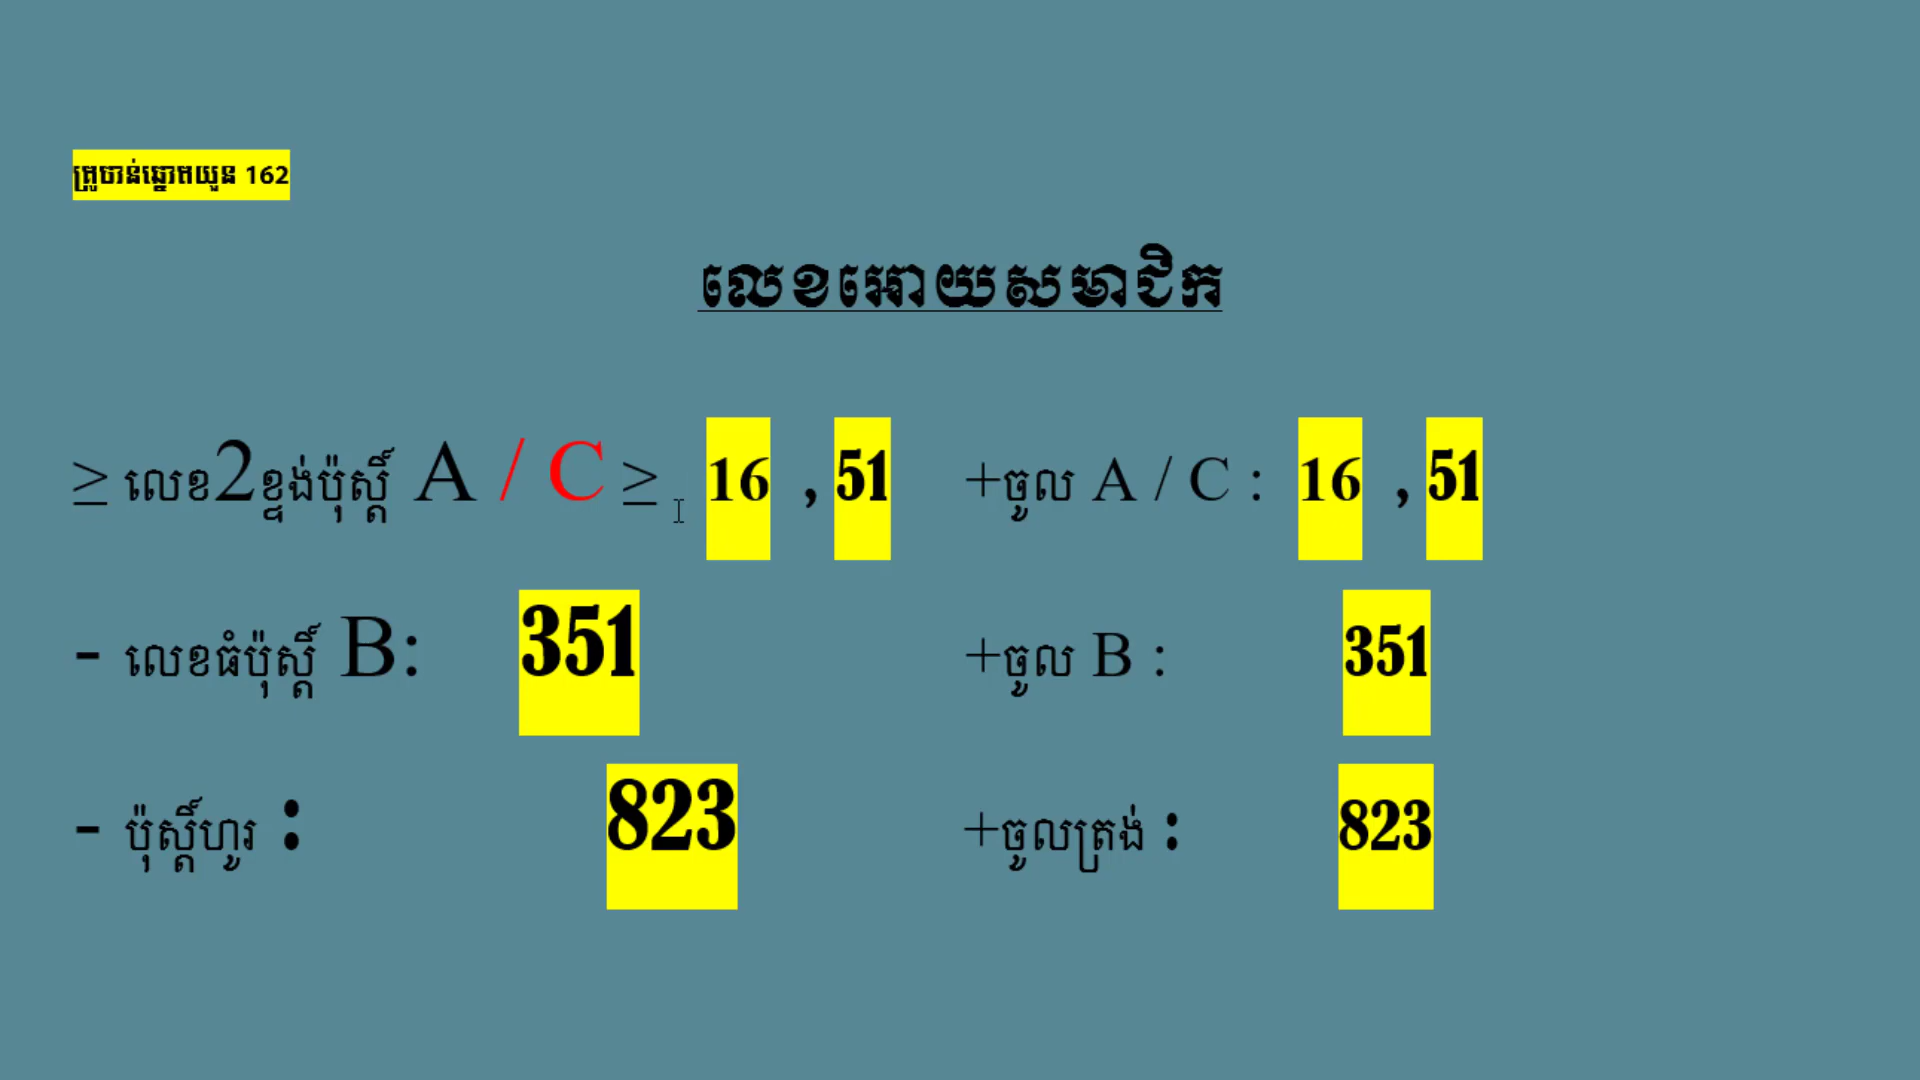 គ្រូចាន់ឆ្នោតយួន 162
លេខអោយសមាជិក
≥ លេខ2ខ្ទង់ប៉ុស្តិ៍ A / C ≥ 16 , 51 +ចូល A / C : 16 , 51
- លេខធំប៉ុស្តិ៍ B: 351 +ចូល B : 351
- ប៉ុស្តិ៍ហូរ : 823 +ចូលត្រង់ : 823